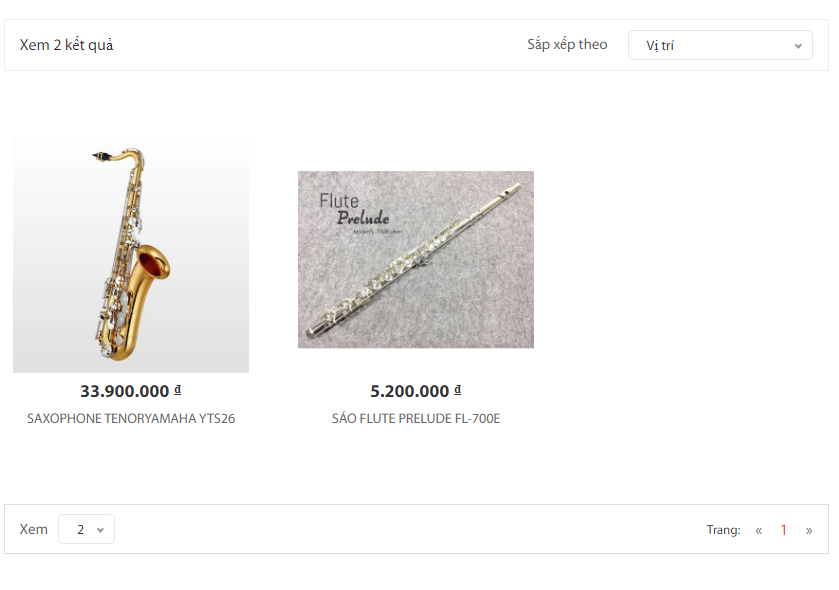 Xem 2 kết quả
Sắp xếp theo
Vị trí
Flute
Prelude
33.900.000 ₫
SAXOPHONE TENORYAMAHA YTS26
5.200.000 ₫
SÁO FLUTE PRELUDE FL-700E
Xem 2
Trang: « 1 »